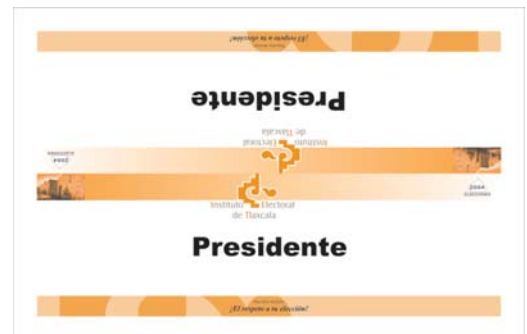 ¡El respeto a tu elección!
Presidente
Instituto Electoral
de Tlaxcala
2004
2004
Instituto Electoral
de Tlaxcala
Presidente
¡El respeto a tu elección!